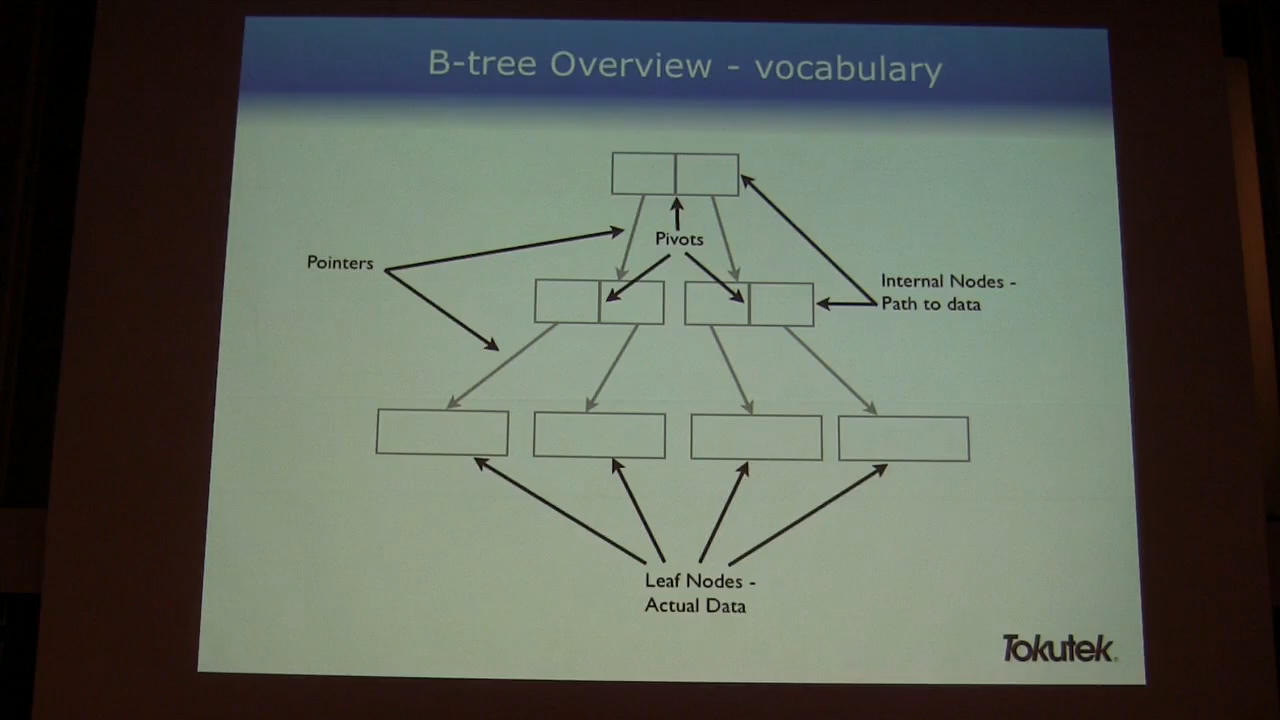 B-tree Overview - vocabulary
Pivots
Pointers
Internal Nodes -
Path to data
Leaf Nodes -
Actual Data
Tokutek